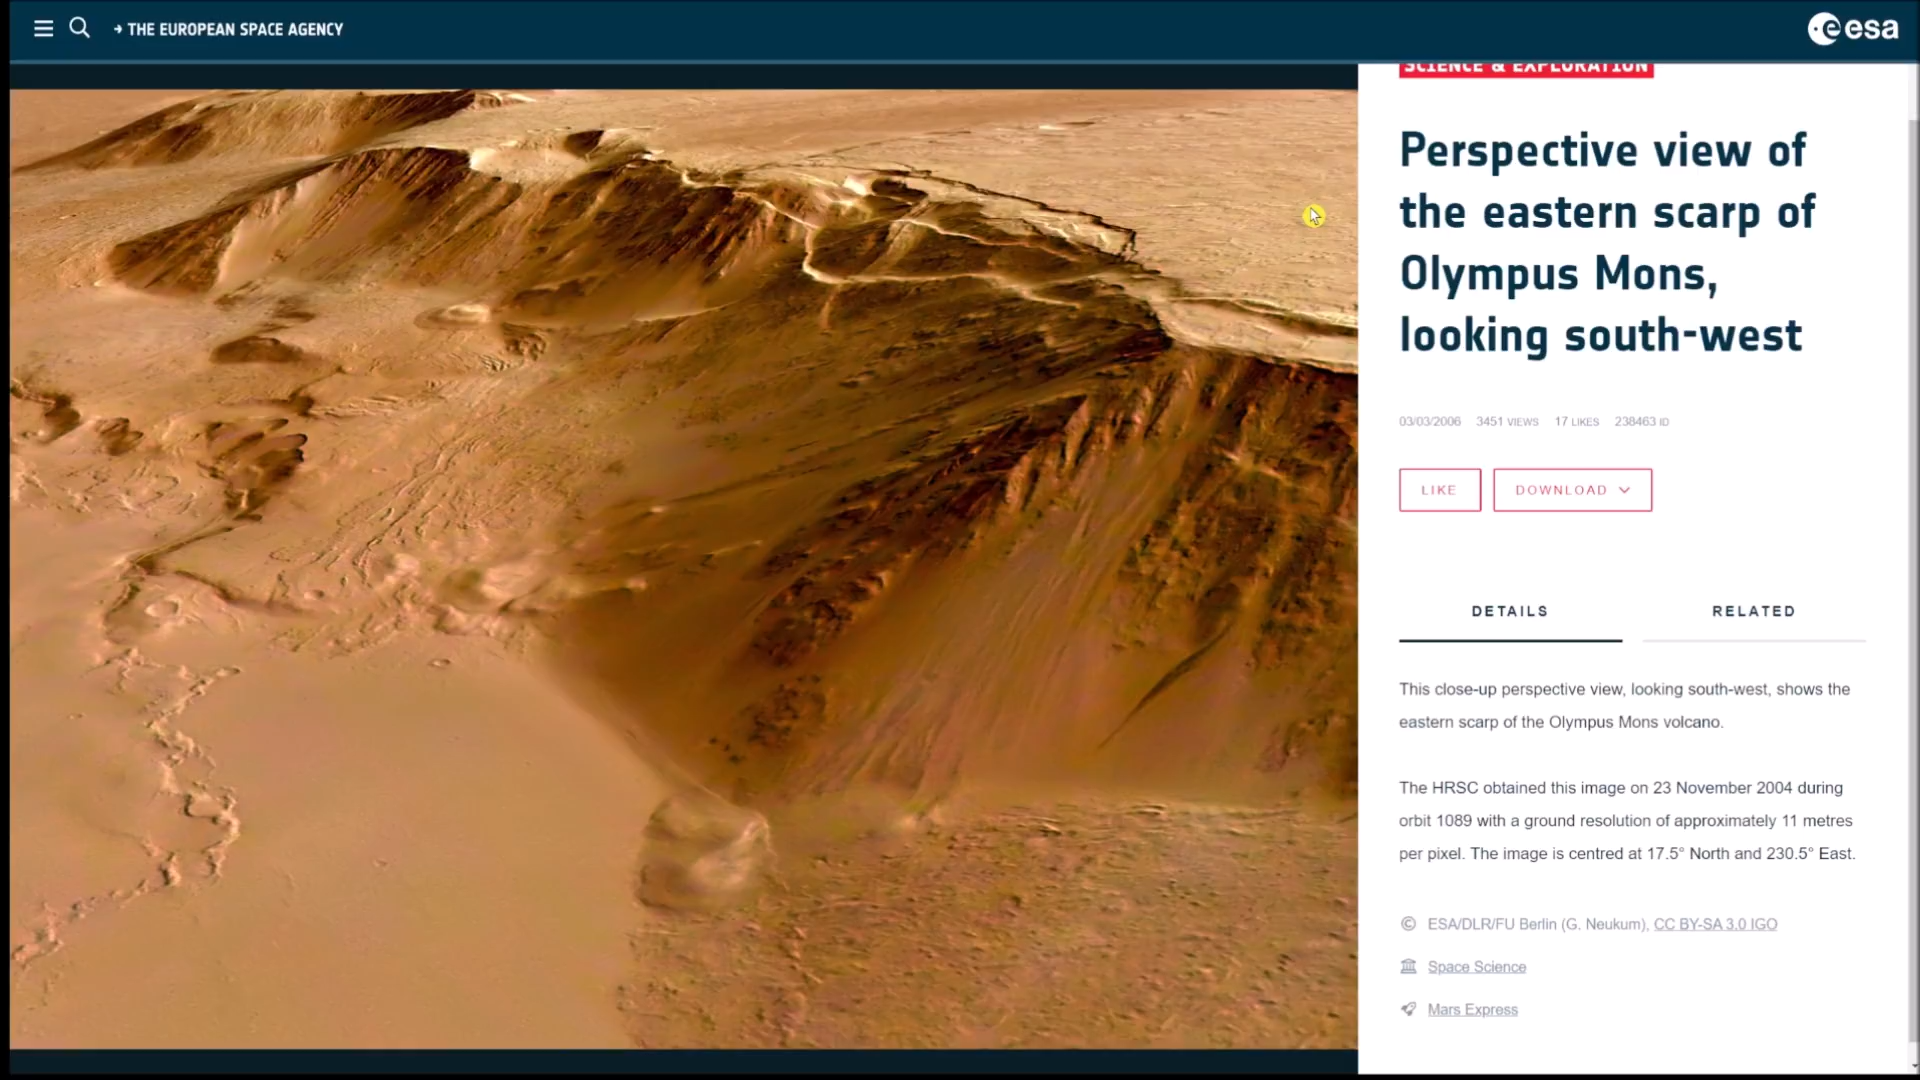 → THE EUROPEAN SPACE AGENCY
esa
SCIENCE & EXPLORATION
Perspective view of
the eastern scarp of
Olympus Mons,
looking south-west
03/03/2006 3451 VIEWS 17 LIKES 238463 ID
LIKE DOWNLOAD
DETAILS RELATED
This close-up perspective view, looking south-west, shows the
eastern scarp of the Olympus Mons volcano.
The HRSC obtained this image on 23 November 2004 during
orbit 1089 with a ground resolution of approximately 11 metres
per pixel. The image is centred at 17.5° North and 230.5° East.
© ESA/DLR/FU Berlin (G. Neukum), CC BY-SA 3.0 IGO
Space Science
Mars Express